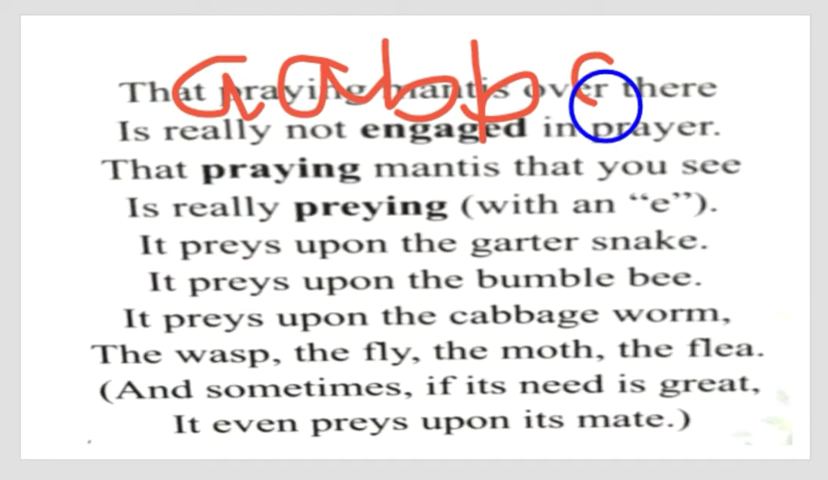 aabbc
That praying mantis over there
Is really not engaged in prayer.
That praying mantis that you see
Is really preying (with an “e”).
It preys upon the garter snake.
It preys upon the bumble bee.
It preys upon the cabbage worm,
The wasp, the fly, the moth, the flea.
(And sometimes, if its need is great,
It even preys upon its mate.)